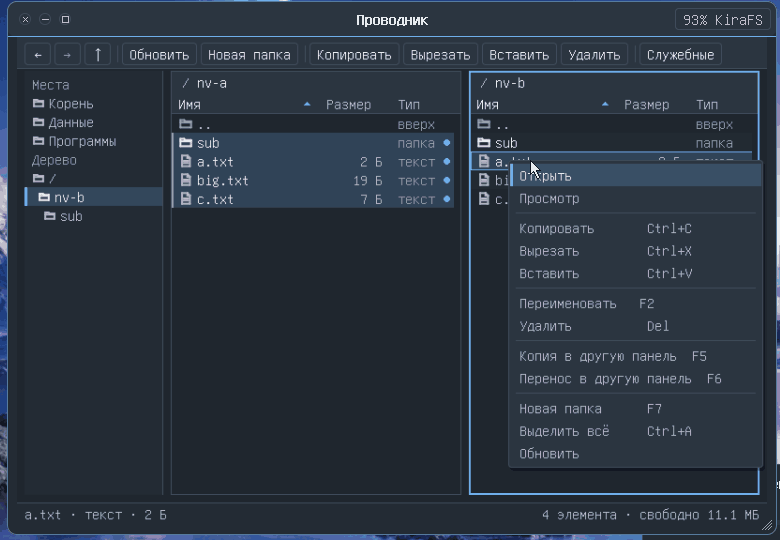 Проводник
93% KiraFS
← → ↑ Обновить Новая папка Копировать Вырезать Вставить Удалить Служебные
Места
Корень
Данные
Программы
Дерево
/
nv-b
sub
/ nv-a
Имя Размер Тип
.. вверх
sub папка
a.txt 2 Б текст
big.txt 19 Б текст
c.txt 7 Б текст
/ nv-b
Имя Размер Тип
.. вверх
sub папка
Открыть
Просмотр
Копировать Ctrl+C
Вырезать Ctrl+X
Вставить Ctrl+V
Переименовать F2
Удалить Del
Копия в другую панель F5
Перенос в другую панель F6
Новая папка F7
Выделить всё Ctrl+A
Обновить
a.txt · текст · 2 Б
4 элемента · свободно 11.1 МБ